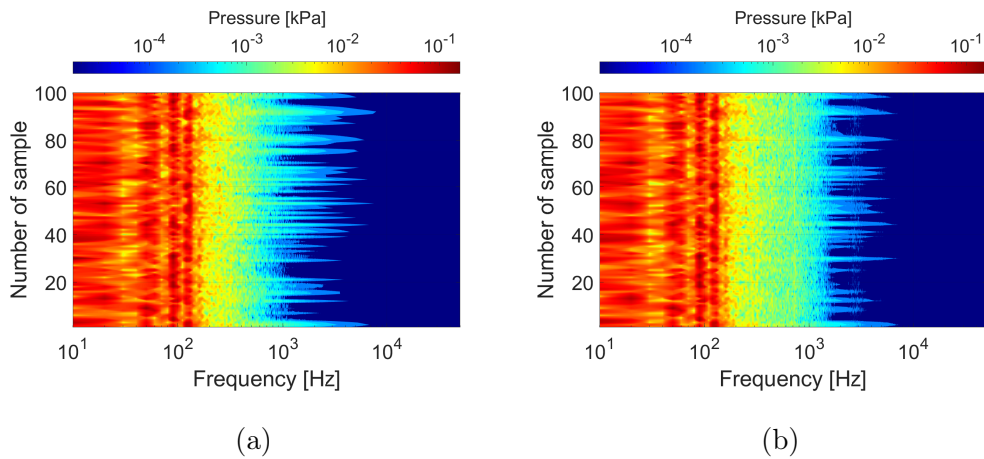 Pressure [kPa]
10^-4 10^-3 10^-2 10^-1
100
80
60
40
20
Number of sample
10^1 10^2 10^3 10^4
Frequency [Hz]
(a)
Pressure [kPa]
10^-4 10^-3 10^-2 10^-1
100
80
60
40
20
Number of sample
10^1 10^2 10^3 10^4
Frequency [Hz]
(b)